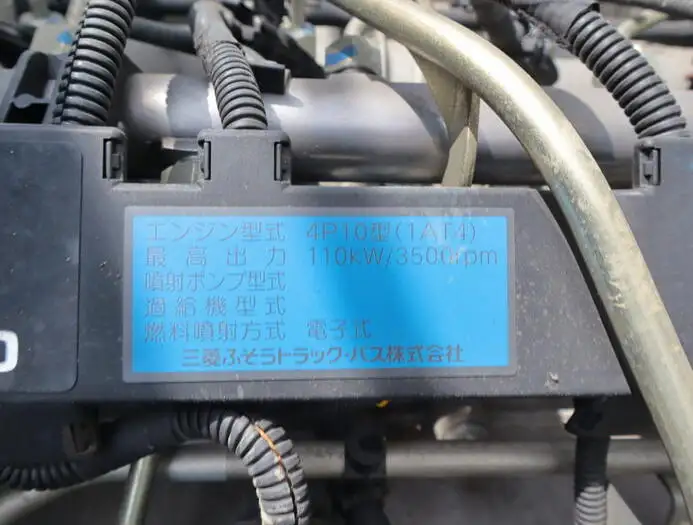 エンジン型式 4P10型(1AT4)
最高出力 110kW/3500rpm
噴射ポンプ型式
過給機型式
燃料噴射方式 電子式
三菱ふそうトラック・バス株式会社
0